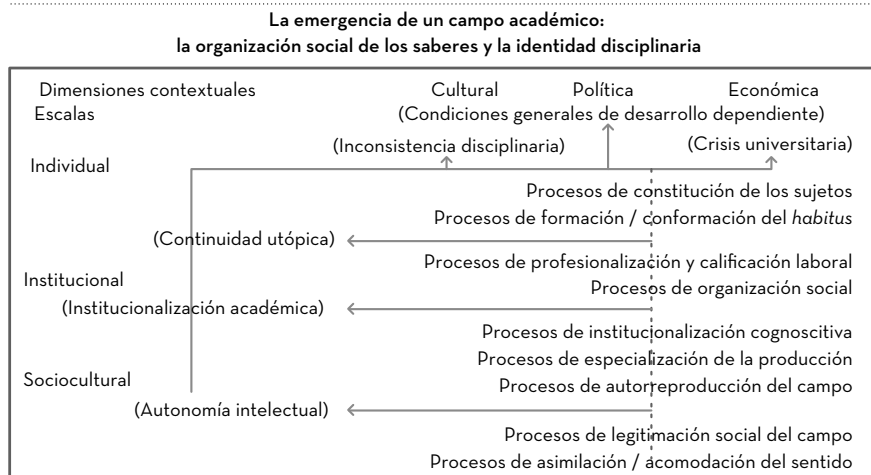 La emergencia de un campo académico:
la organización social de los saberes y la identidad disciplinaria
Dimensiones contextuales Cultural Política Económica
Escalas (Condiciones generales de desarrollo dependiente)
(Inconsistencia disciplinaria) (Crisis universitaria)
Individual
Procesos de constitución de los sujetos
Procesos de formación / conformación del habitus
(Continuidad utópica)
Procesos de profesionalización y calificación laboral
Institucional
Procesos de organización social
(Institucionalización académica)
Procesos de institucionalización cognoscitiva
Procesos de especialización de la producción
Sociocultural
Procesos de autorreproducción del campo
(Autonomía intelectual)
Procesos de legitimación social del campo
Procesos de asimilación / acomodación del sentido